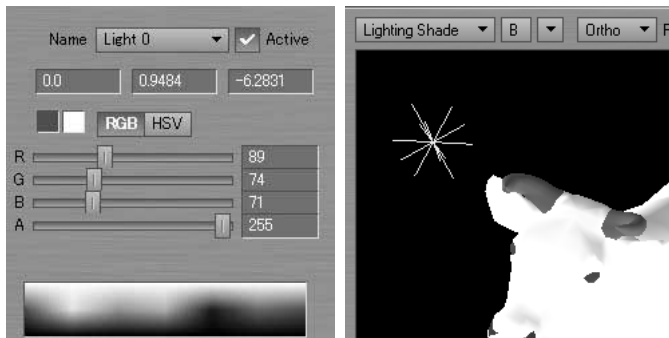 Name Light 0 Active
0.0 0.9484 -6.2831
RGB HSV
R 89
G 74
B 71
A 255
Lighting Shade B Ortho